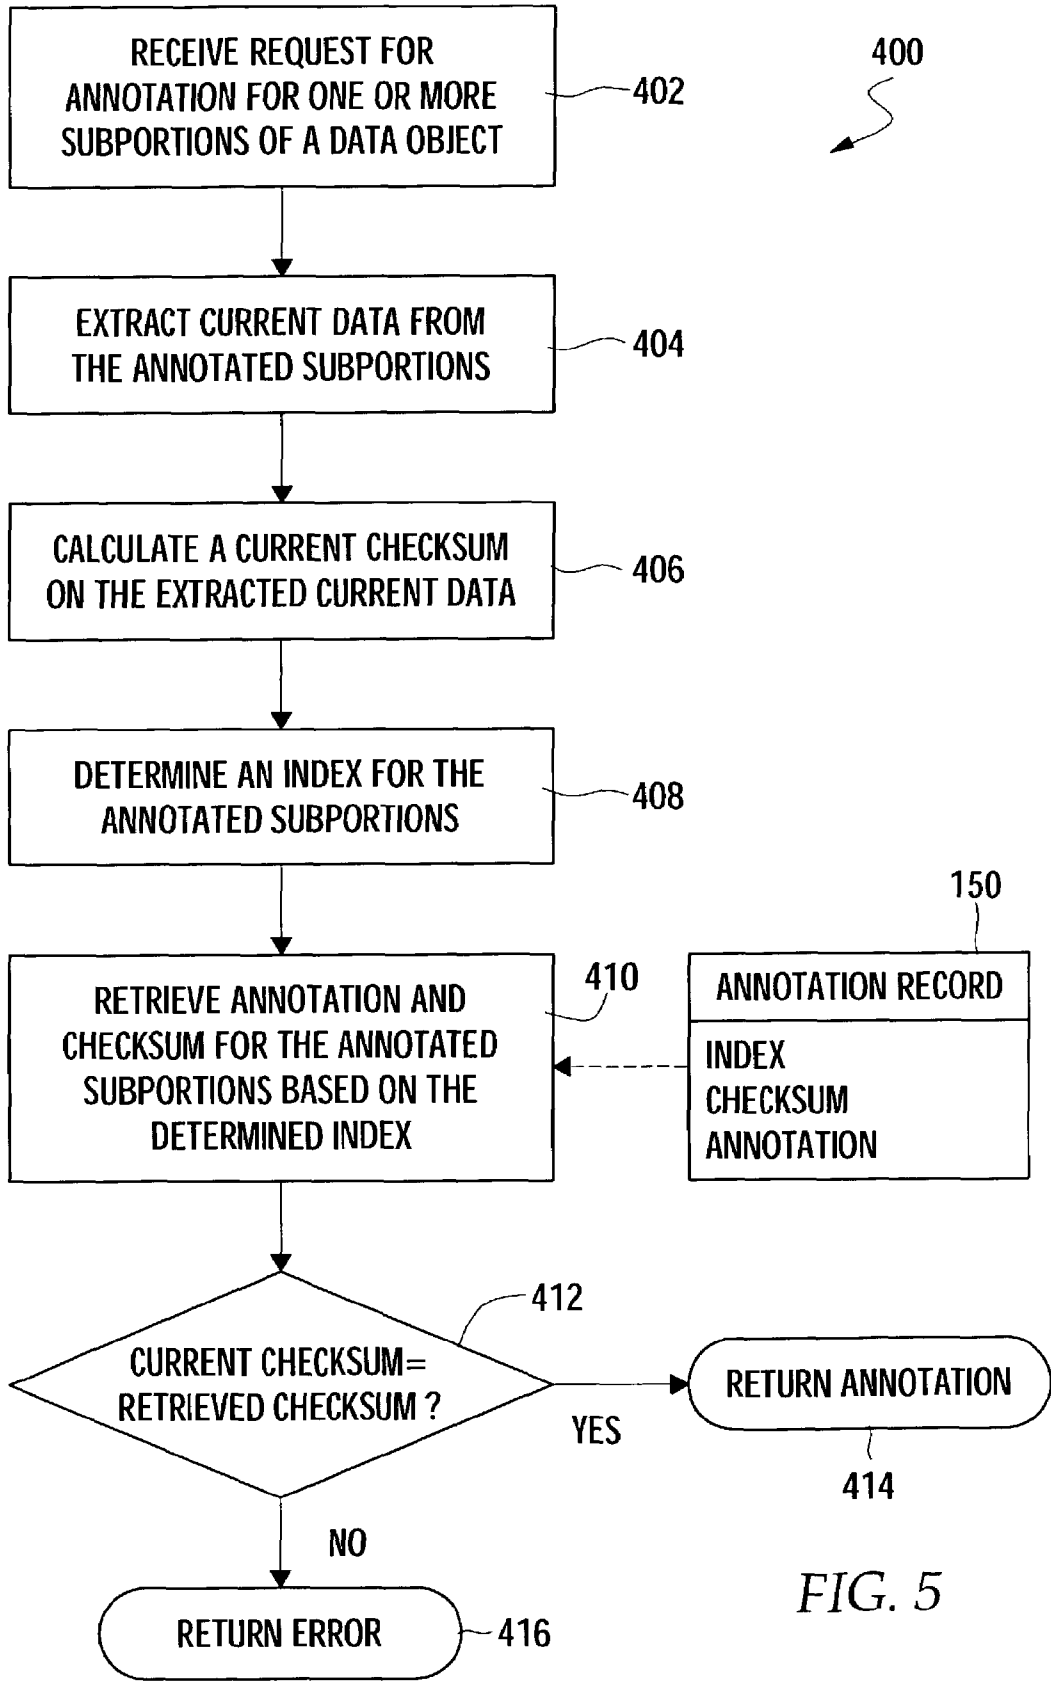 400
RECEIVE REQUEST FOR
ANNOTATION FOR ONE OR MORE
SUBPORTIONS OF A DATA OBJECT
402
EXTRACT CURRENT DATA FROM
THE ANNOTATED SUBPORTIONS
404
CALCULATE A CURRENT CHECKSUM
ON THE EXTRACTED CURRENT DATA
406
DETERMINE AN INDEX FOR THE
ANNOTATED SUBPORTIONS
408
RETRIEVE ANNOTATION AND
CHECKSUM FOR THE ANNOTATED
SUBPORTIONS BASED ON THE
DETERMINED INDEX
410
150
ANNOTATION RECORD
INDEX
CHECKSUM
ANNOTATION
412
CURRENT CHECKSUM=
RETRIEVED CHECKSUM ?
YES
RETURN ANNOTATION
414
NO
RETURN ERROR
416
FIG. 5